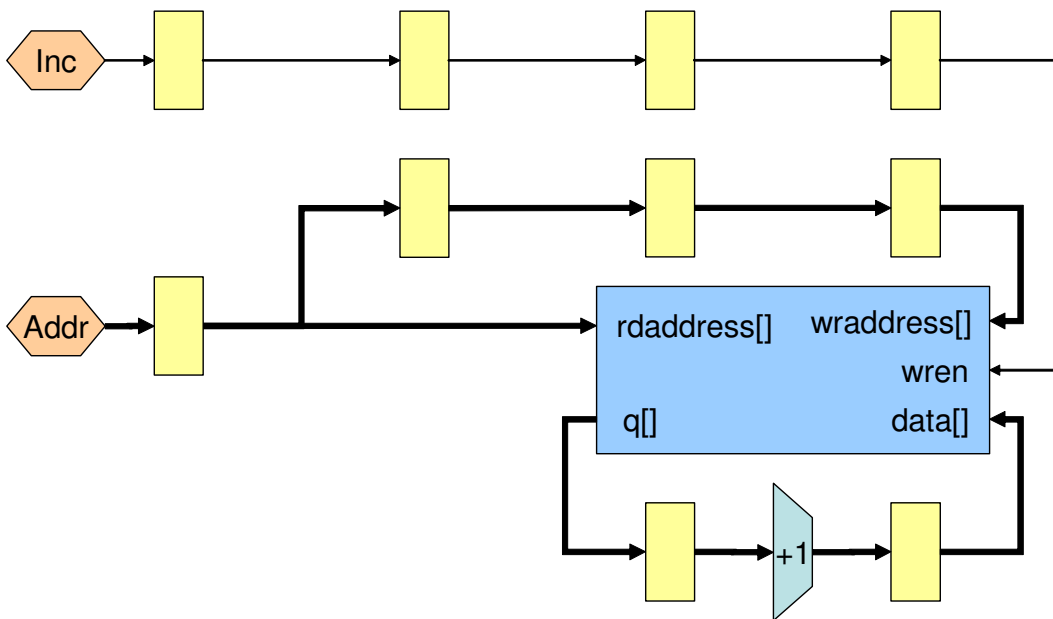 Inc
Addr
rdaddress[]
wraddress[]
wren
q[]
data[]
+1